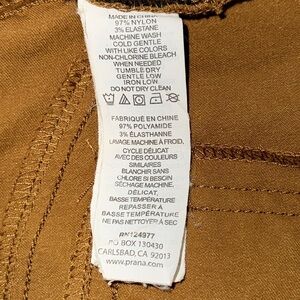 MADE IN CHINA
97% NYLON
3% ELASTANE
MACHINE WASH
COLD GENTLE
WITH LIKE COLORS
NON-CHLORINE BLEACH
WHEN NEEDED
TUMBLE DRY
GENTLE LOW
IRON LOW
DO NOT DRY CLEAN
FABRIQUÉ EN CHINE
97% POLYAMIDE
3% ÉLASTHANNE
LAVAGE MACHINE À FROID,
CYCLE DÉLICAT
AVEC DES COULEURS
SIMILAIRES
BLANCHIR SANS
CHLORE SI BESOIN
SÉCHAGE MACHINE,
DÉLICAT,
BASSE TEMPÉRATURE
REPASSER À
BASSE TEMPÉRATURE
NE PAS NETTOYER À SEC
RN124977
PO BOX 130430
CARLSBAD, CA 92013
www.prana.com